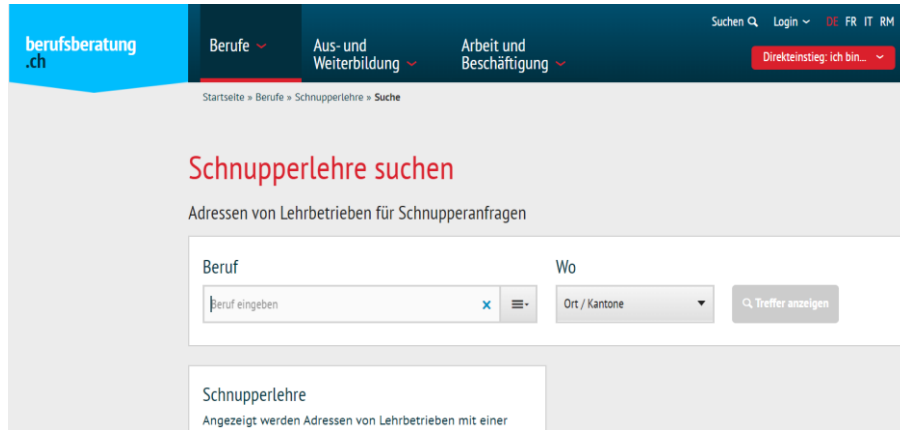 Suchen Login DE FR IT RM
berufsberatung
.ch
Berufe
Aus- und
Weiterbildung
Arbeit und
Beschäftigung
Direkteinstieg: ich bin...
Startseite » Berufe » Schnupperlehre » Suche
Schnupperlehre suchen
Adressen von Lehrbetrieben für Schnupperanfragen
Beruf
Wo
Beruf eingeben
Ort / Kantone
Treffer anzeigen
Schnupperlehre
Angezeigt werden Adressen von Lehrbetrieben mit einer